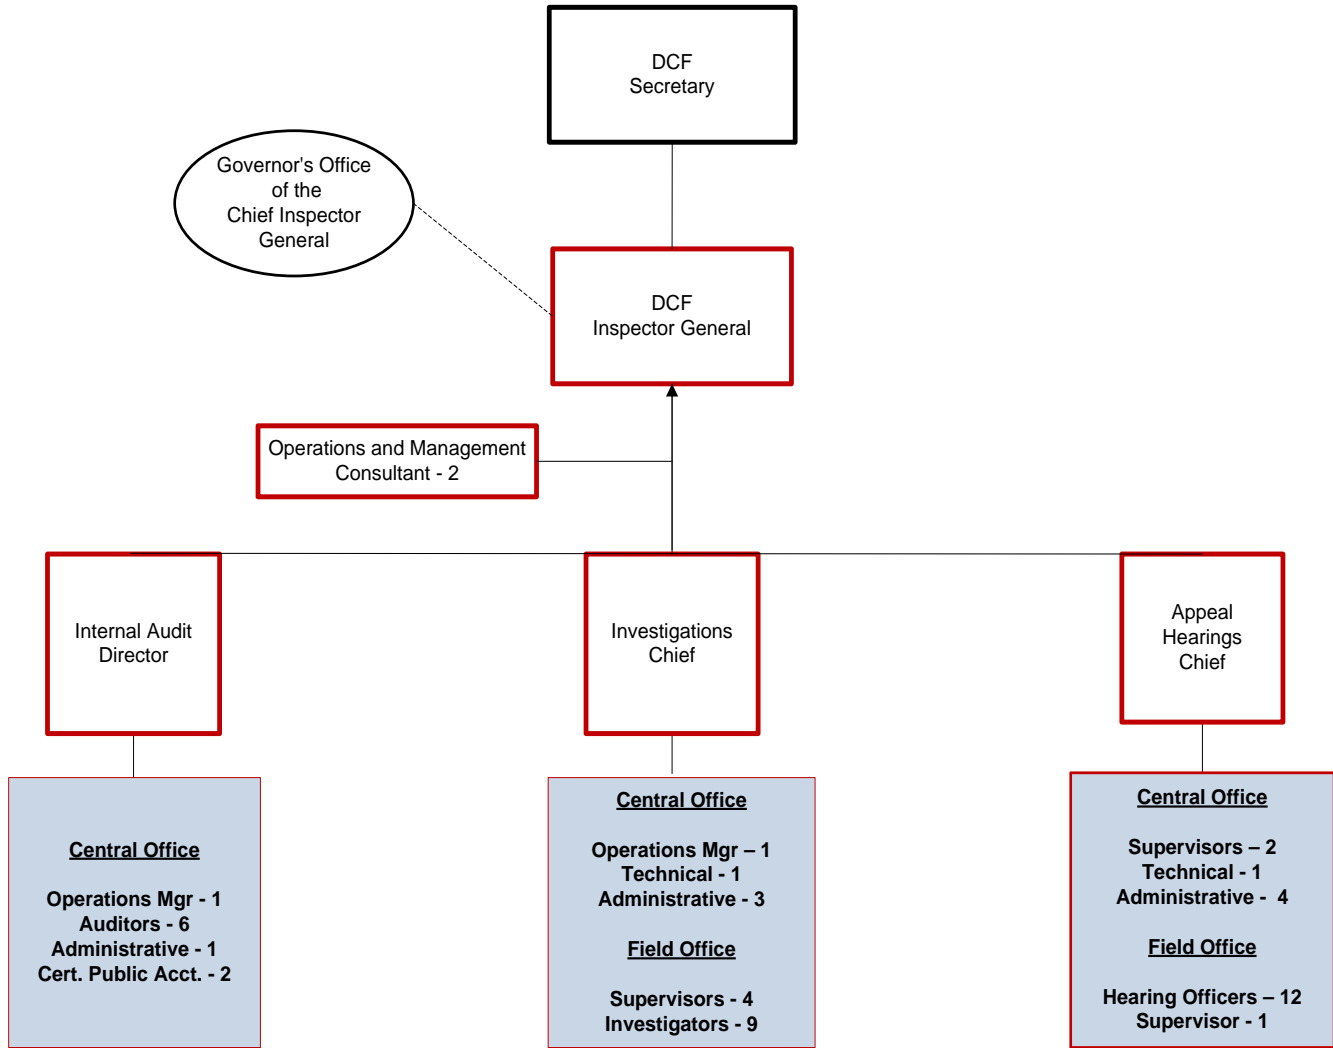 DCF
Secretary
Governor's Office
of the
Chief Inspector
General
DCF
Inspector General
Operations and Management
Consultant - 2
Internal Audit
Director
Investigations
Chief
Appeal
Hearings
Chief
Central Office
Operations Mgr - 1
Auditors - 6
Administrative - 1
Cert. Public Acct. - 2
Central Office
Operations Mgr – 1
Technical - 1
Administrative - 3
Field Office
Supervisors - 4
Investigators - 9
Central Office
Supervisors – 2
Technical - 1
Administrative - 4
Field Office
Hearing Officers – 12
Supervisor - 1